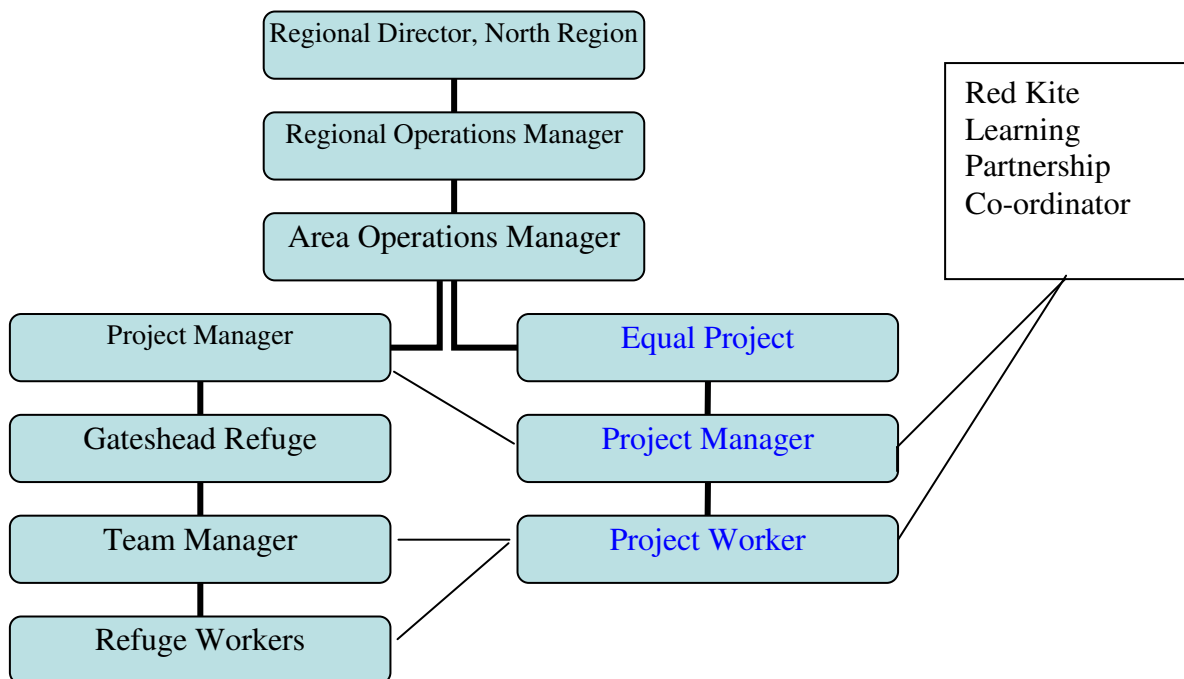 Regional Director, North Region
Regional Operations Manager
Area Operations Manager
Red Kite
Learning
Partnership
Co-ordinator
Project Manager
Equal Project
Gateshead Refuge
Project Manager
Team Manager
Project Worker
Refuge Workers